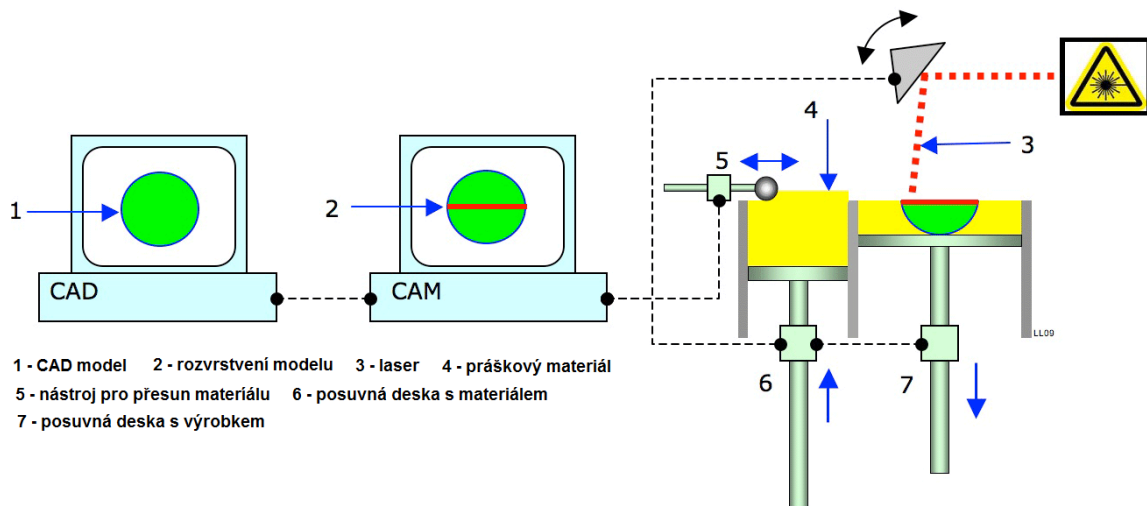 4
3
5
1
2
CAD
CAM
LL09
1 - CAD model 2 - rozvrstvení modelu 3 - laser 4 - práškový materiál
5 - nástroj pro přesun materiálu 6 - posuvná deska s materiálem
7 - posuvná deska s výrobkem
6
7